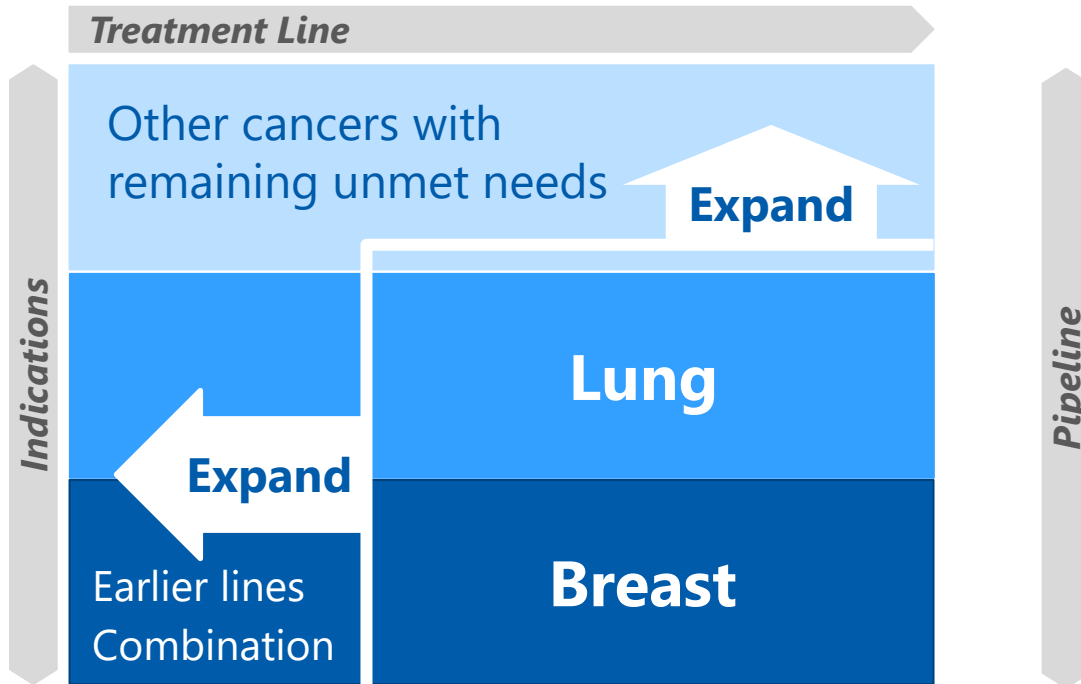 Treatment Line
Other cancers with
remaining unmet needs
Expand
Indications
Lung
Pipeline
Expand
Breast
Earlier lines
Combination